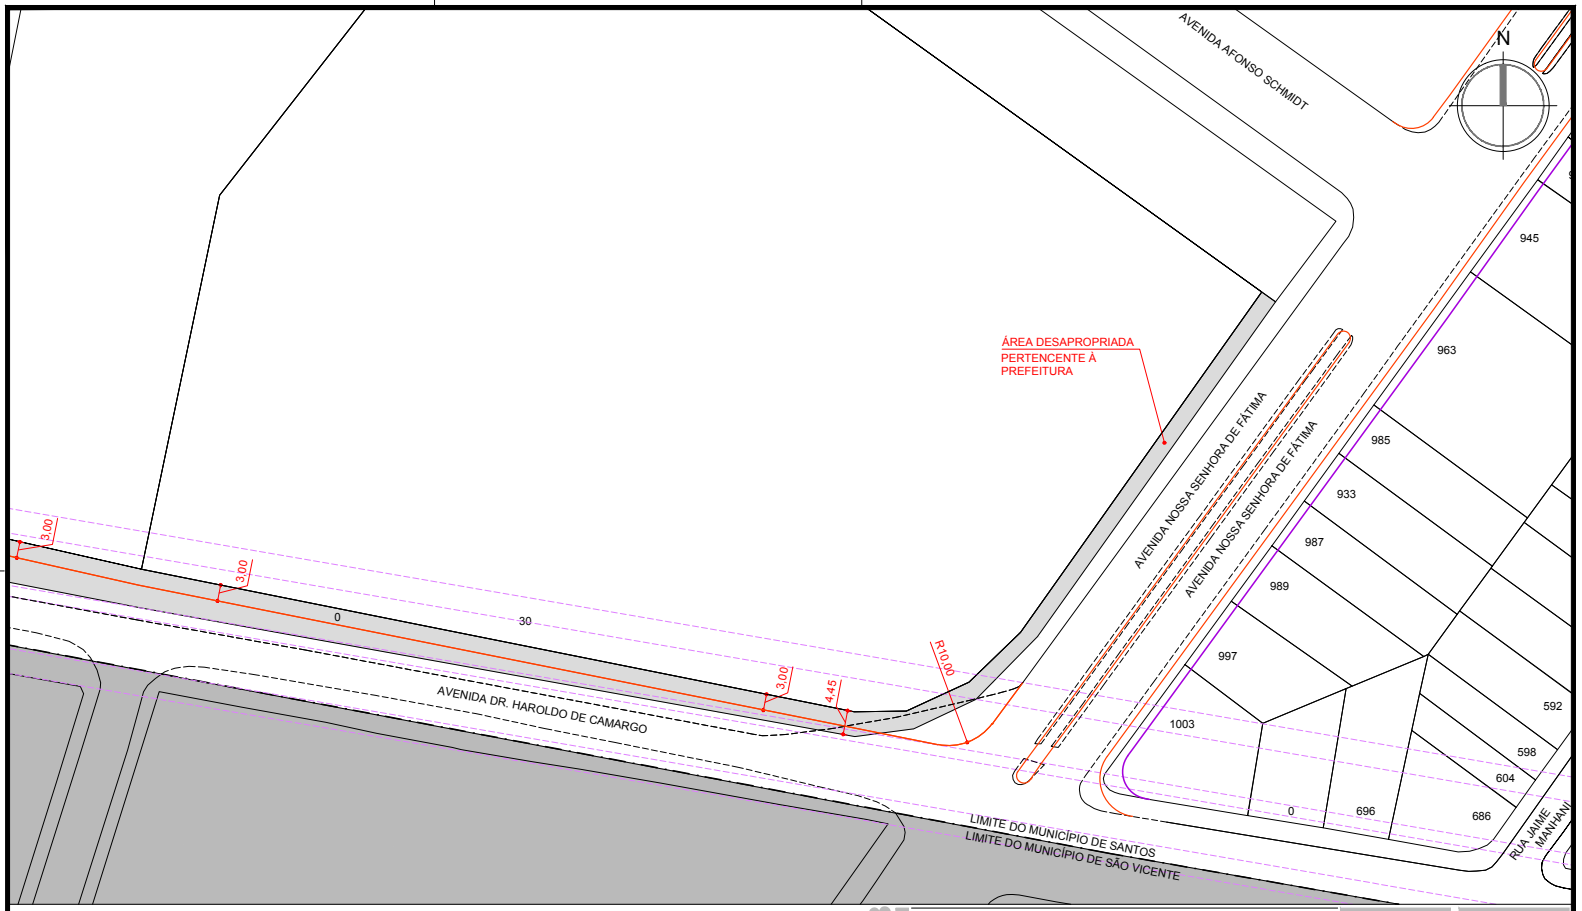 AVENIDA AFONSO SCHMIDT
N
945
963
ÁREA DESAPROPRIADA
PERTENCENTE À
PREFEITURA
AVENIDA NOSSA SENHORA DE FÁTIMA
AVENIDA NOSSA SENHORA DE FÁTIMA
985
933
987
989
997
1003
3.00
3.00
0
30
3.00
4.45
R10.00
AVENIDA DR. HAROLDO DE CAMARGO
592
598
604
686
696
0
RUA JAIME
MANHANI
LIMITE DO MUNICÍPIO DE SANTOS
LIMITE DO MUNICÍPIO DE SÃO VICENTE